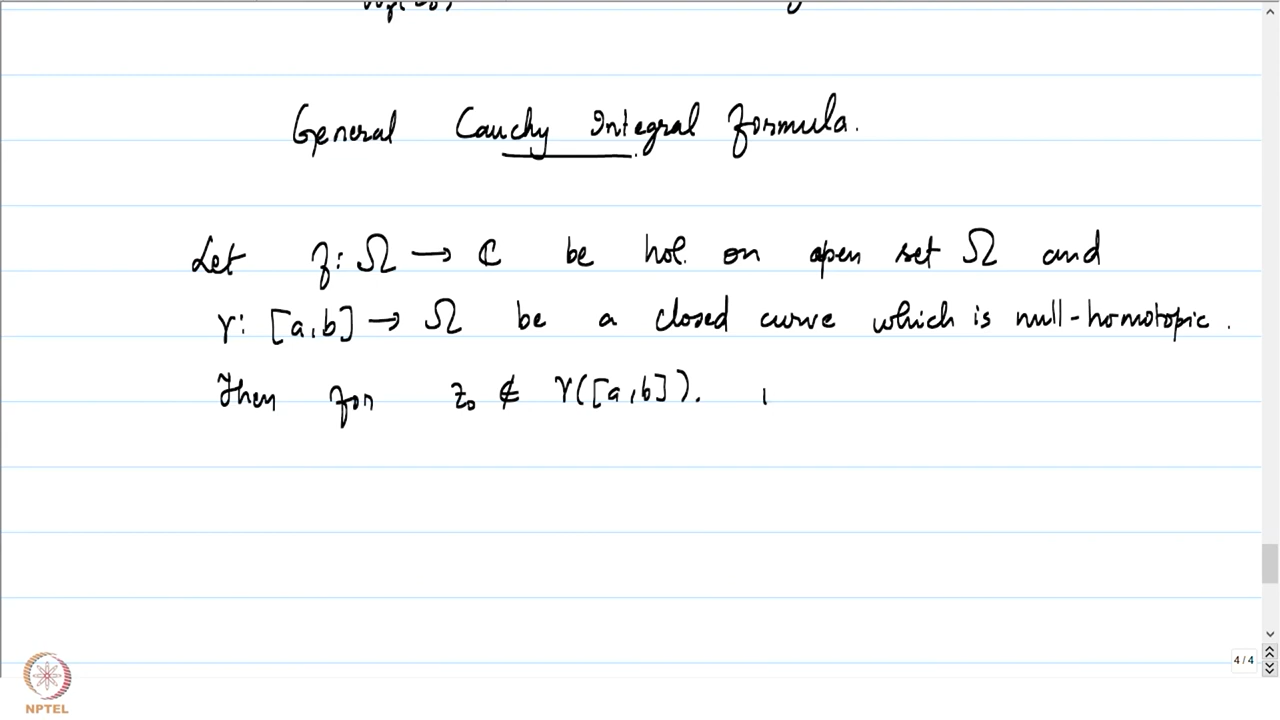 General Cauchy Integral formula.
Let f: Ω → ℂ be hol. on open set Ω and
γ: [a,b] → Ω be a closed curve which is null-homotopic.
Then for z₀ ∉ γ([a,b]).
4 / 4
NPTEL